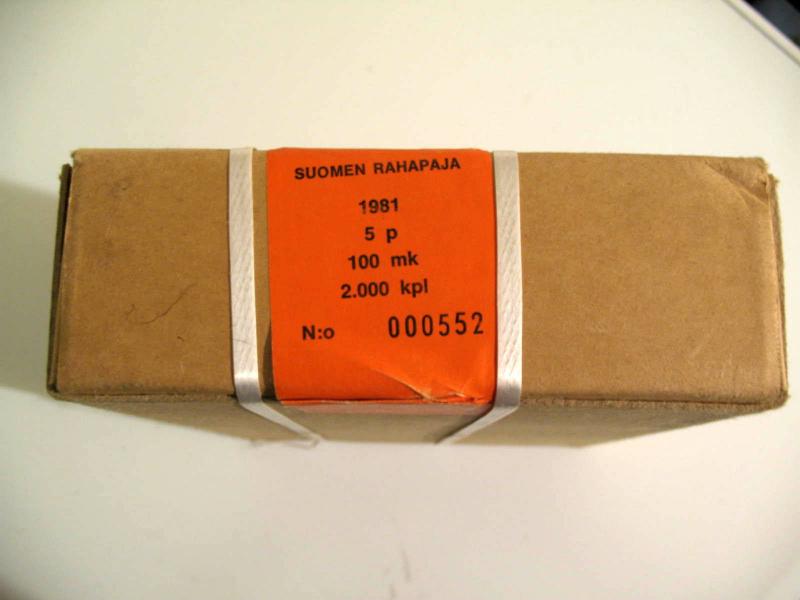 SUOMEN RAHAPAJA
1981
5 p
100 mk
2.000 kpl
N:o 000552